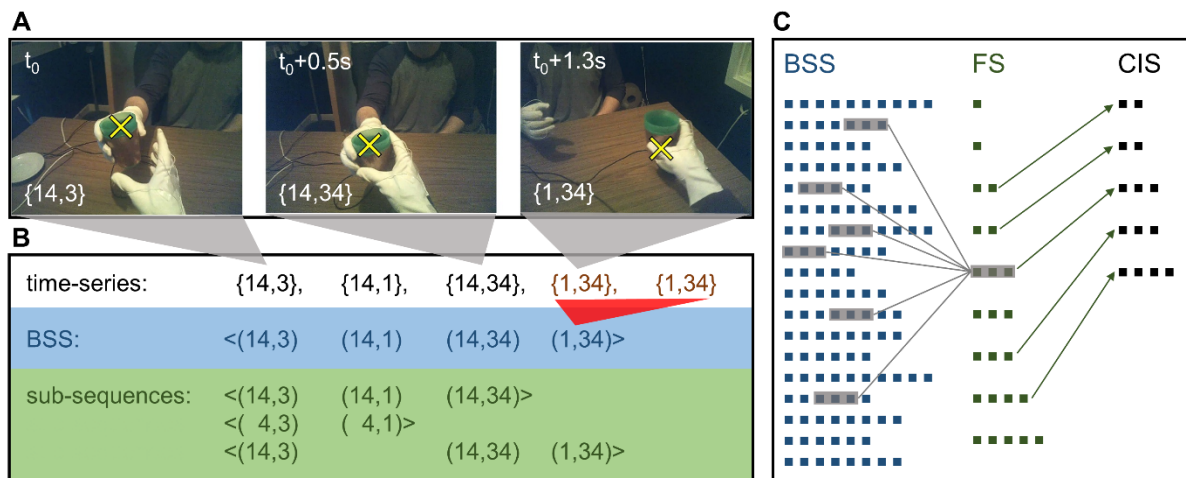 A
t0
t0+0.5s
t0+1.3s
{14,3}
{14,34}
{1,34}
B
time-series: {14,3}, {14,1}, {14,34}, {1,34}, {1,34}
BSS: <(14,3) (14,1) (14,34) (1,34)>
sub-sequences: <(14,3) (14,1) (14,34)>
<( 4,3) ( 4,1)>
<(14,3) (14,34) (1,34)>
C
BSS FS CIS